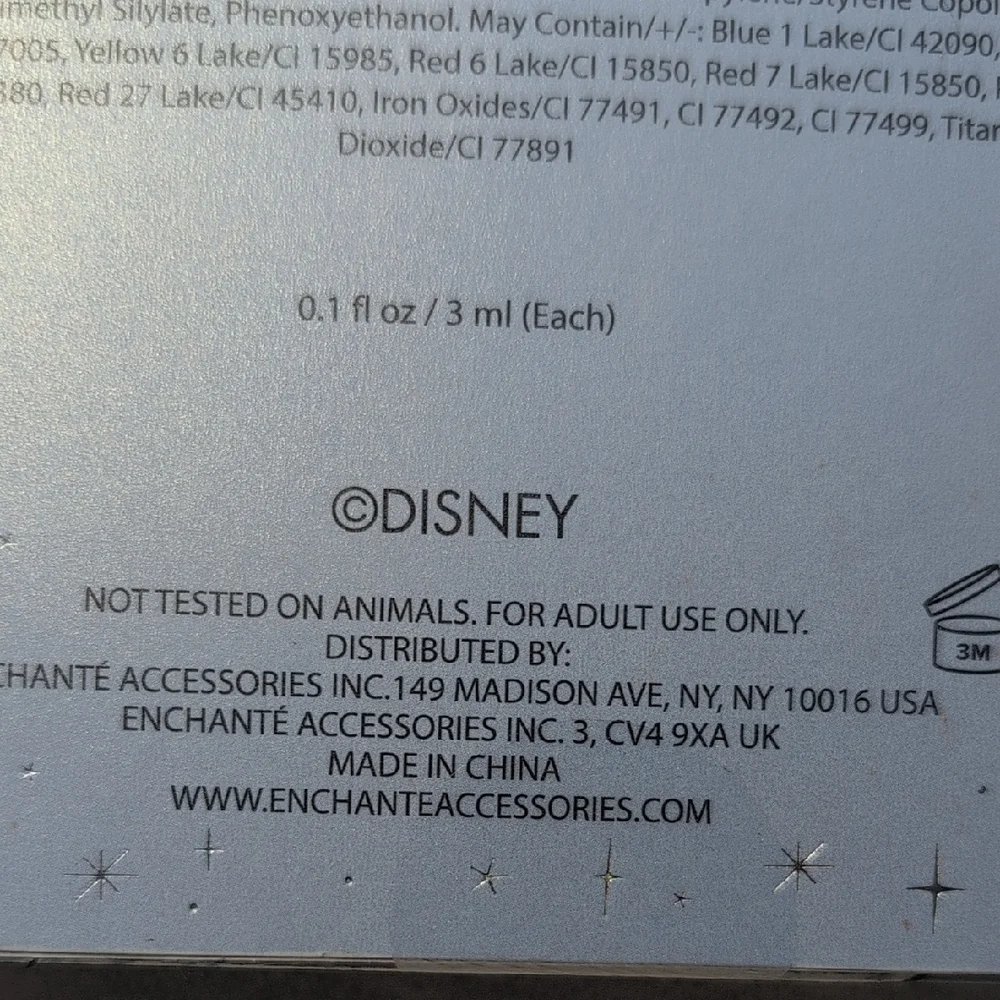 Silylate, Phenoxyethanol. May Contain/+/-: Blue 1 Lake/CI 42090,
7005, Yellow 6 Lake/CI 15985, Red 6 Lake/CI 15850, Red 7 Lake/CI 15850,
380, Red 27 Lake/CI 45410, Iron Oxides/CI 77491, CI 77492, CI 77499, Titan
Dioxide/CI 77891
0.1 fl oz / 3 ml (Each)
©DISNEY
NOT TESTED ON ANIMALS. FOR ADULT USE ONLY.
DISTRIBUTED BY:
CHANTÉ ACCESSORIES INC.149 MADISON AVE, NY, NY 10016 USA
3M
ENCHANTÉ ACCESSORIES INC. 3, CV4 9XA UK
MADE IN CHINA
WWW.ENCHANTEACCESSORIES.COM